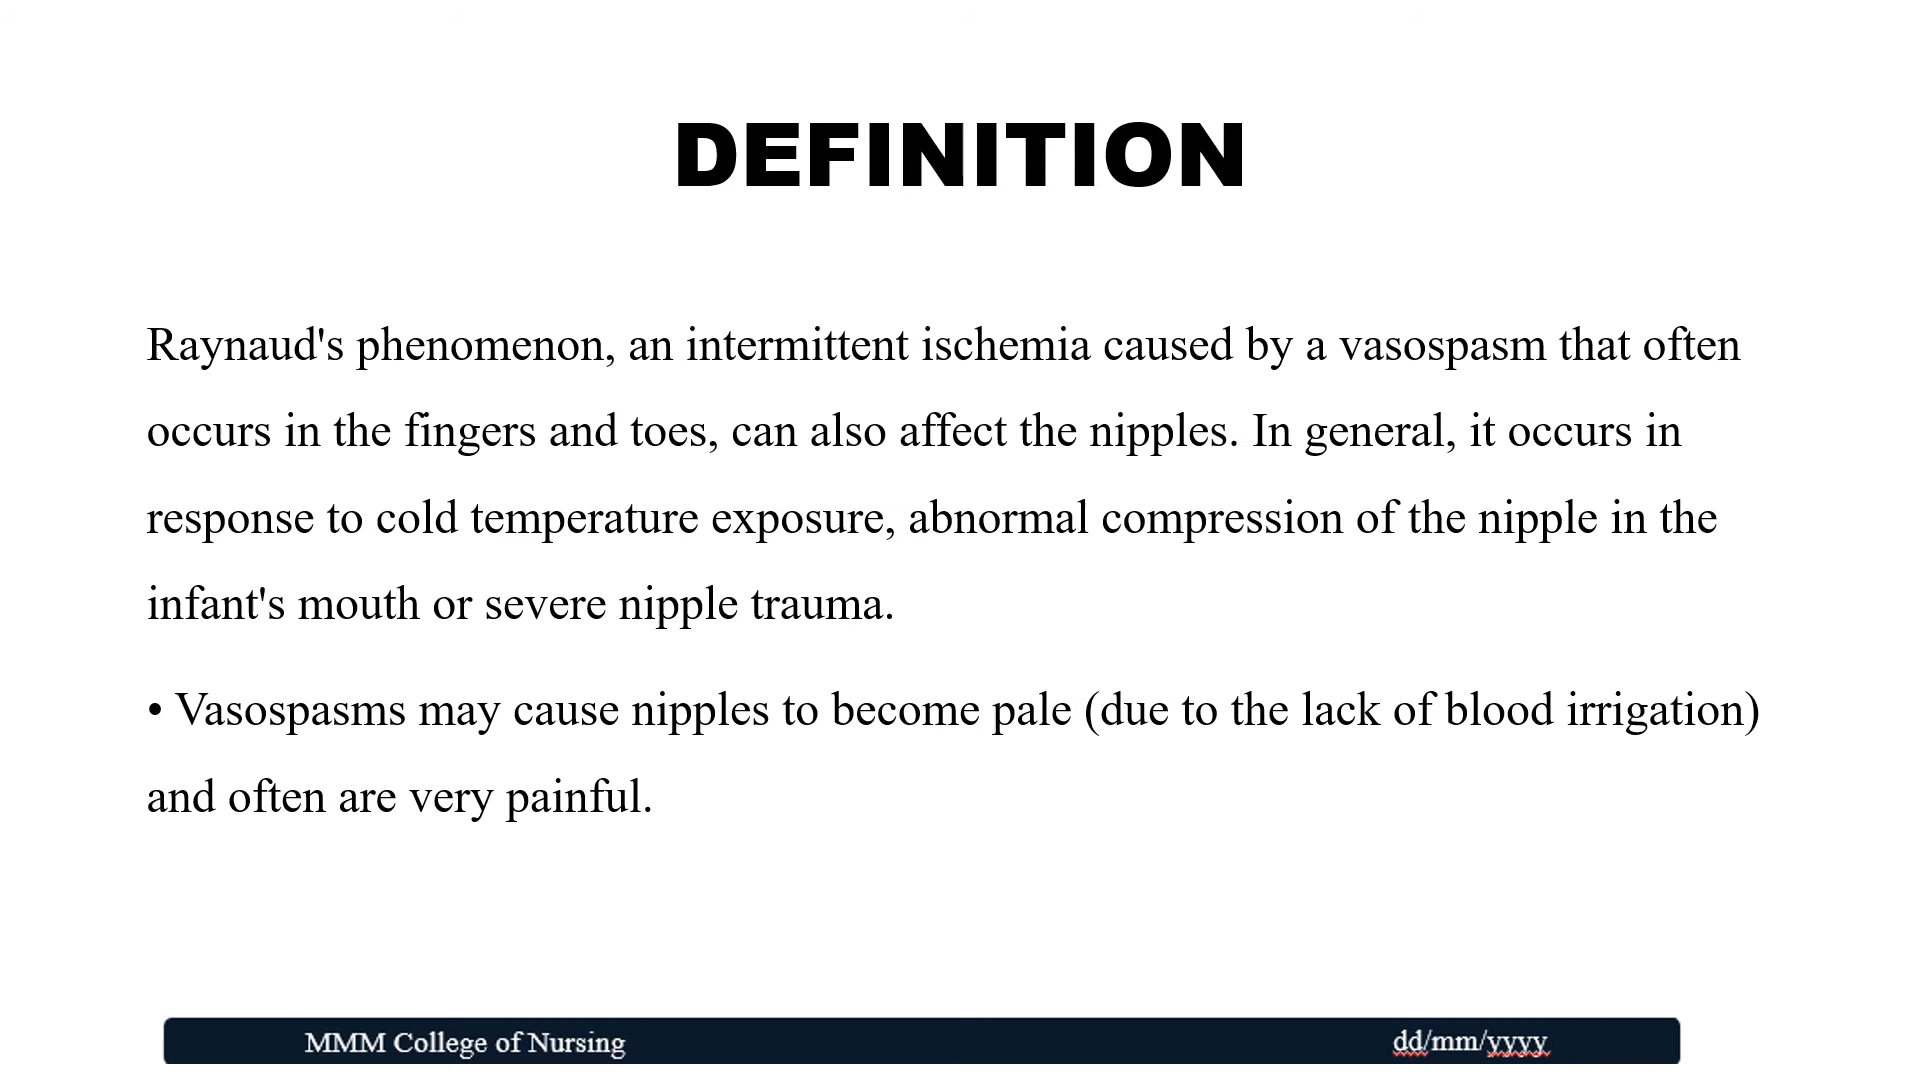 DEFINITION
Raynaud's phenomenon, an intermittent ischemia caused by a vasospasm that often
occurs in the fingers and toes, can also affect the nipples. In general, it occurs in
response to cold temperature exposure, abnormal compression of the nipple in the
infant's mouth or severe nipple trauma.
• Vasospasms may cause nipples to become pale (due to the lack of blood irrigation)
and often are very painful.
MMM College of Nursing
dd/mm/yyyy